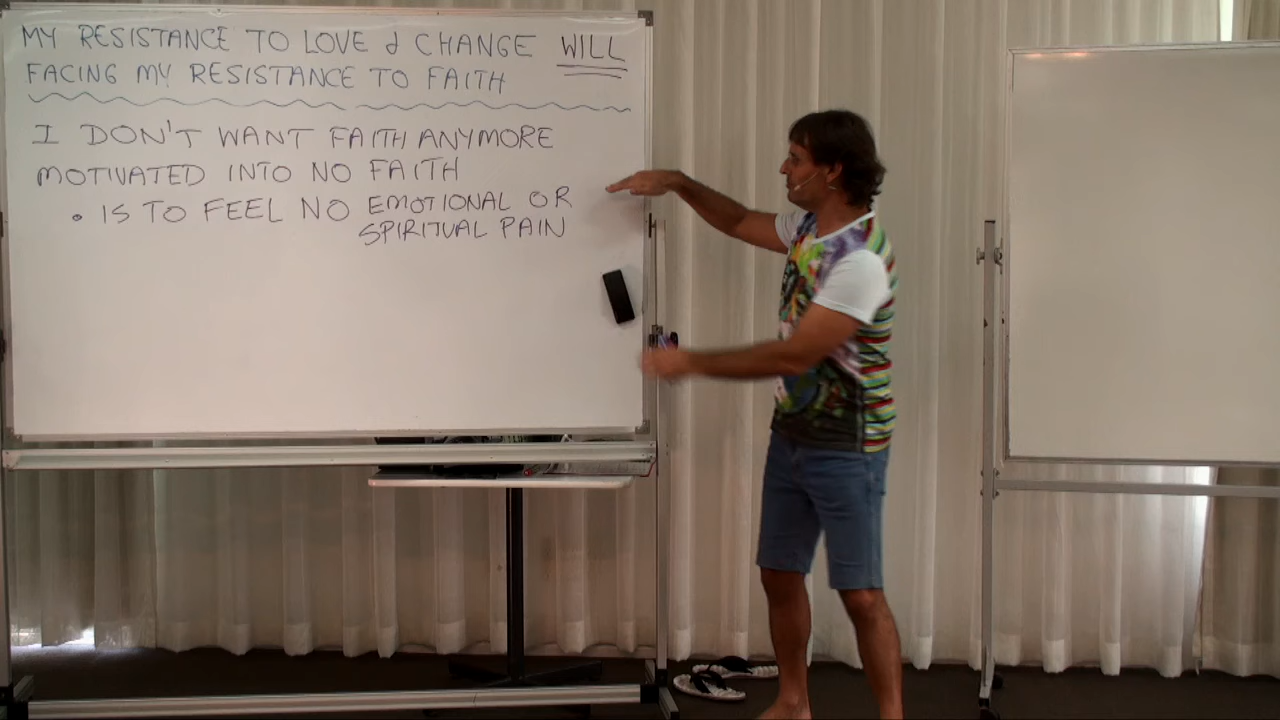 MY RESISTANCE TO LOVE & CHANGE WILL
FACING MY RESISTANCE TO FAITH
I DON'T WANT FAITH ANYMORE
MOTIVATED INTO NO FAITH
• IS TO FEEL NO EMOTIONAL OR
SPIRITUAL PAIN